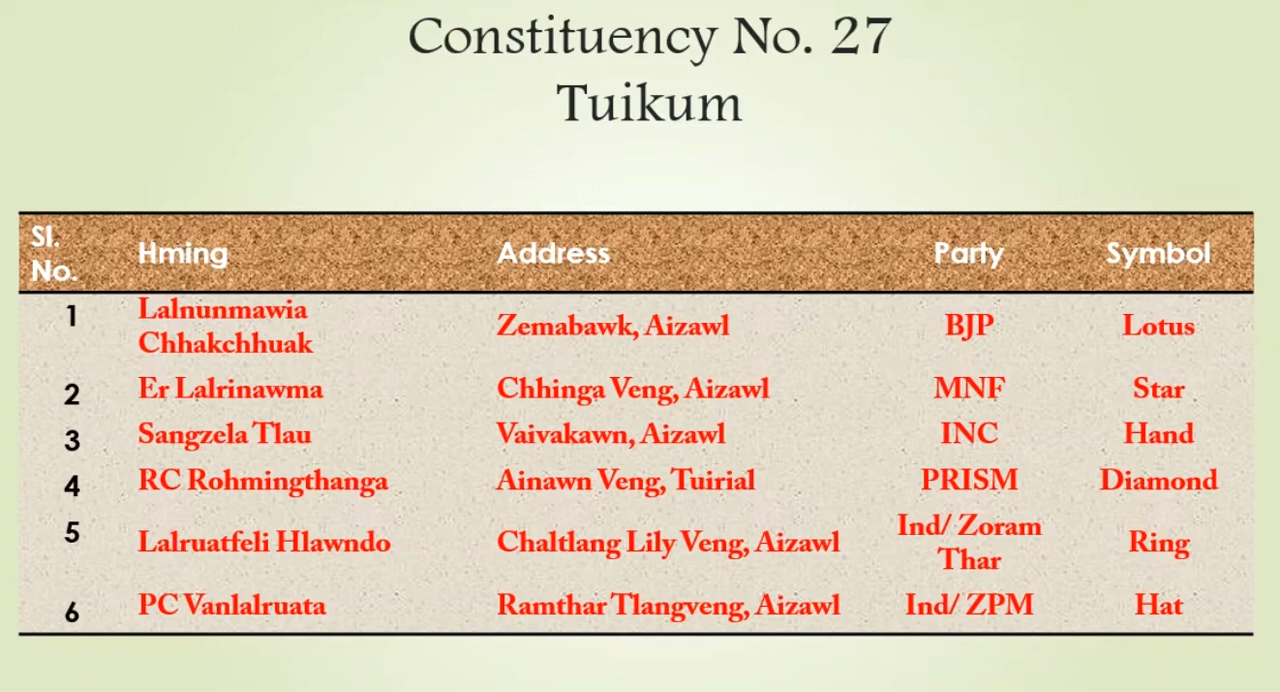 Constituency No. 27
Tuikum
Sl. No. Hming Address Party Symbol
1 Lalnunmawia Chhakchhuak Zemabawk, Aizawl BJP Lotus
2 Er Lalrinawma Chhinga Veng, Aizawl MNF Star
3 Sangzela Tlau Vaivakawn, Aizawl INC Hand
4 RC Rohmingthanga Ainawn Veng, Tuirial PRISM Diamond
5 Lalruatfeli Hlawndo Chaltlang Lily Veng, Aizawl Ind/ Zoram Thar Ring
6 PC Vanlalruata Ramthar Tlangveng, Aizawl Ind/ ZPM Hat